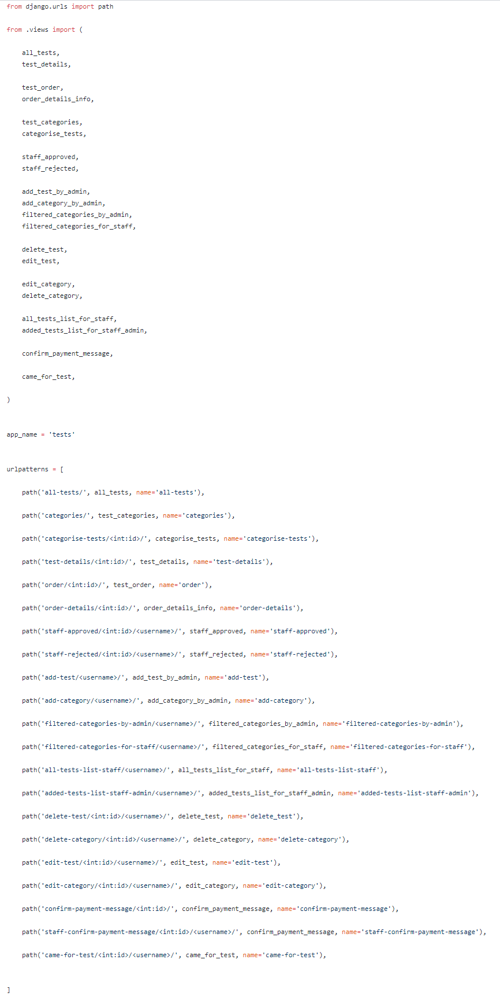 from django.urls import path
from .views import (
all_tests,
test_details,
test_order,
order_details_info,
test_categories,
categorise_tests,
staff_approved,
staff_rejected,
add_test_by_admin,
add_category_by_admin,
filtered_categories_by_admin,
filtered_categories_for_staff,
delete_test,
edit_test,
edit_category,
delete_category,
all_tests_list_for_staff,
added_tests_list_for_staff_admin,
confirm_payment_message,
came_for_test,
)
app_name = 'tests'
urlpatterns = [
path('all-tests/', all_tests, name='all-tests'),
path('categories/', test_categories, name='categories'),
path('categorise-tests/<int:id>/', categorise_tests, name='categorise-tests'),
path('test-details/<int:id>/', test_details, name='test-details'),
path('order/<int:id>/', test_order, name='order'),
path('order-details/<int:id>/', order_details_info, name='order-details'),
path('staff-approved/<int:id>/<username>/', staff_approved, name='staff-approved'),
path('staff-rejected/<int:id>/<username>/', staff_rejected, name='staff-rejected'),
path('add-test/<username>/', add_test_by_admin, name='add-test'),
path('add-category/<username>/', add_category_by_admin, name='add-category'),
path('filtered-categories-by-admin/<username>/', filtered_categories_by_admin, name='filtered-categories-by-admin'),
path('filtered-categories-for-staff/<username>/', filtered_categories_for_staff, name='filtered-categories-for-staff'),
path('all-tests-list-staff/<username>/', all_tests_list_for_staff, name='all-tests-list-staff'),
path('added-tests-list-staff-admin/<username>/', added_tests_list_for_staff_admin, name='added-tests-list-staff-admin'),
path('delete-test/<int:id>/<username>/', delete_test, name='delete_test'),
path('delete-category/<int:id>/<username>/', delete_category, name='delete-category'),
path('edit-test/<int:id>/<username>/', edit_test, name='edit-test'),
path('edit-category/<int:id>/<username>/', edit_category, name='edit-category'),
path('confirm-payment-message/<int:id>/', confirm_payment_message, name='confirm-payment-message'),
path('staff-confirm-payment-message/<int:id>/<username>/', confirm_payment_message, name='staff-confirm-payment-message'),
path('came-for-test/<int:id>/<username>/', came_for_test, name='came-for-test'),
]